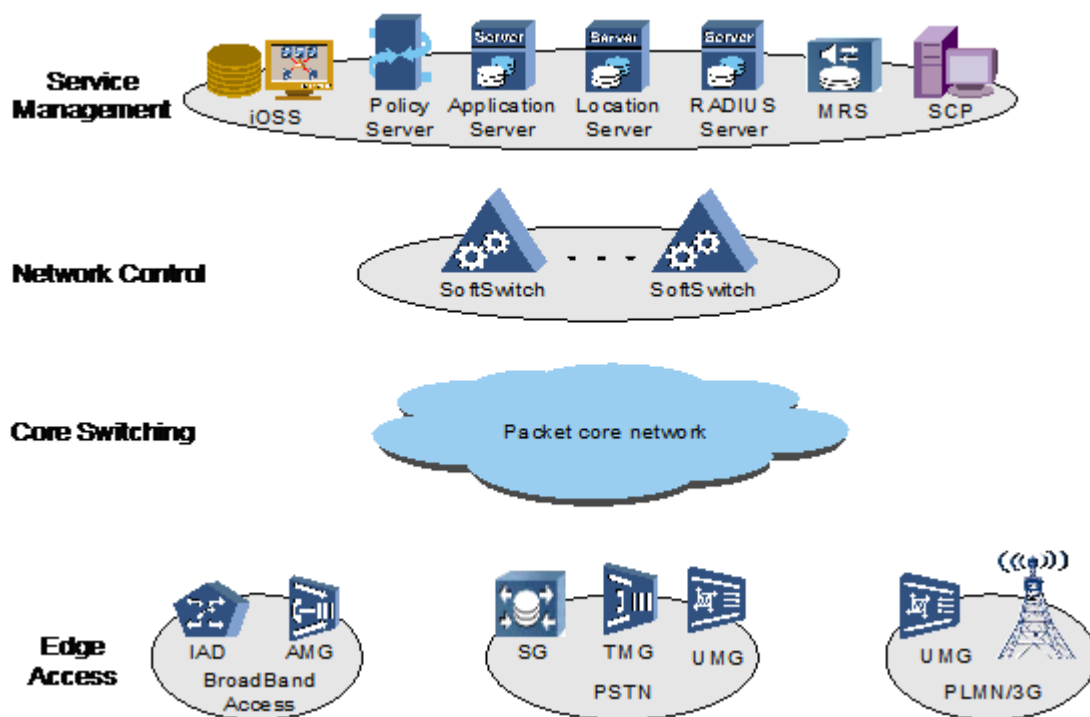 Server
Server
Server
Service
Management
iOSS
Policy
Server
Application
Server
Location
Server
RADIUS
Server
MRS
SCP
Network Control
SoftSwitch
- - -
SoftSwitch
Core Switching
Packet core network
Edge
Access
IAD
AMG
BroadBand
Access
SG
TMG
UMG
PSTN
UMG
PLMN/3G